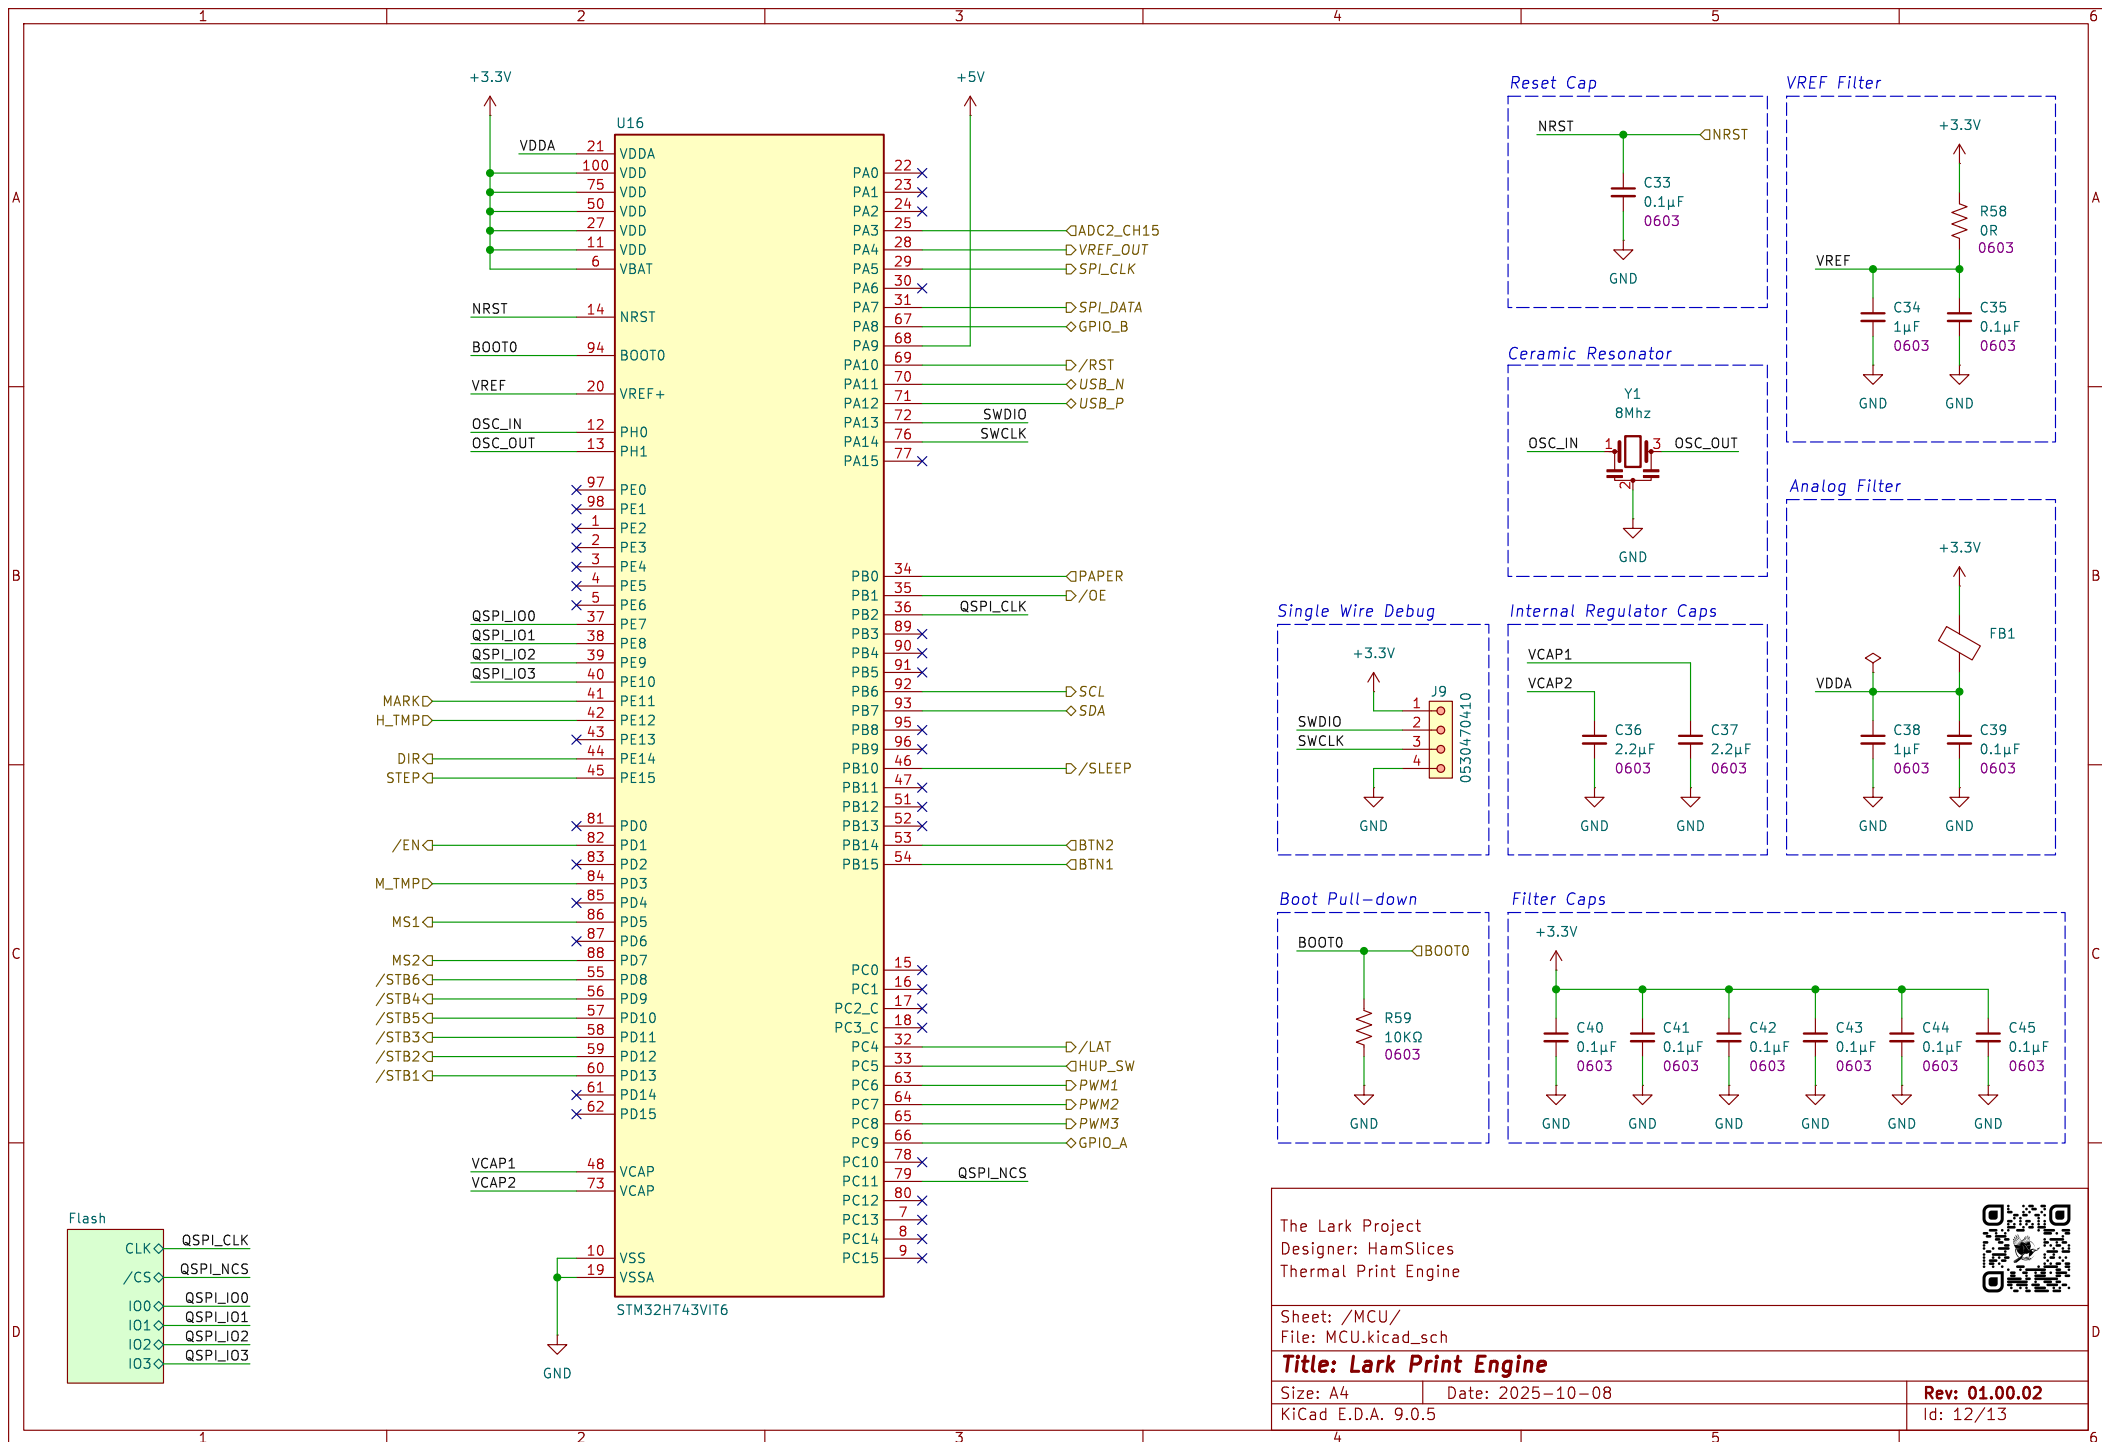 1 2 3 4 5 6
A
B
C
D
+3.3V
+5V
U16
VDDA 21 VDDA
100 VDD
75 VDD
50 VDD
27 VDD
11 VDD
6 VBAT
NRST 14 NRST
BOOT0 94 BOOT0
VREF 20 VREF+
OSC_IN 12 PH0
OSC_OUT 13 PH1
97 PE0
98 PE1
1 PE2
2 PE3
3 PE4
4 PE5
5 PE6
QSPI_IO0 37 PE7
QSPI_IO1 38 PE8
QSPI_IO2 39 PE9
QSPI_IO3 40 PE10
MARK 41 PE11
H_TMP 42 PE12
43 PE13
DIR 44 PE14
STEP 45 PE15
81 PD0
/EN 82 PD1
83 PD2
M_TMP 84 PD3
85 PD4
MS1 86 PD5
87 PD6
MS2 88 PD7
/STB6 55 PD8
/STB4 56 PD9
/STB5 57 PD10
/STB3 58 PD11
/STB2 59 PD12
/STB1 60 PD13
61 PD14
62 PD15
VCAP1 48 VCAP
VCAP2 73 VCAP
10 VSS
19 VSSA
GND
STM32H743VIT6
PA0 22
PA1 23
PA2 24
PA3 25 ADC2_CH15
PA4 28 VREF_OUT
PA5 29 SPI_CLK
PA6 30
PA7 31 SPI_DATA
PA8 67 GPIO_B
PA9 68
PA10 69 /RST
PA11 70 USB_N
PA12 71 USB_P
PA13 72 SWDIO
PA14 76 SWCLK
PA15 77
PB0 34 PAPER
PB1 35 /OE
PB2 36 QSPI_CLK
PB3 89
PB4 90
PB5 91
PB6 92 SCL
PB7 93 SDA
PB8 95
PB9 96
PB10 46 /SLEEP
PB11 47
PB12 51
PB13 52
PB14 53 BTN2
PB15 54 BTN1
PC0 15
PC1 16
PC2_C 17
PC3_C 18
PC4 32 /LAT
PC5 33 HUP_SW
PC6 63 PWM1
PC7 64 PWM2
PC8 65 PWM3
PC9 66 GPIO_A
PC10 78
PC11 79 QSPI_NCS
PC12 80
PC13 7
PC14 8
PC15 9
Flash
CLK QSPI_CLK
/CS QSPI_NCS
IO0 QSPI_IO0
IO1 QSPI_IO1
IO2 QSPI_IO2
IO3 QSPI_IO3
Reset Cap
NRST NRST
C33
0.1µF
0603
GND
VREF Filter
+3.3V
R58
0R
0603
VREF
C34 C35
1µF 0.1µF
0603 0603
GND GND
Ceramic Resonator
Y1
8Mhz
OSC_IN 1 3 OSC_OUT
2
GND
Analog Filter
+3.3V
FB1
VDDA
C38 C39
1µF 0.1µF
0603 0603
GND GND
Single Wire Debug
+3.3V
J9
1
SWDIO 2
SWCLK 3
4
0530470410
GND
Internal Regulator Caps
VCAP1
VCAP2
C36 C37
2.2µF 2.2µF
0603 0603
GND GND
Boot Pull-down
BOOT0 BOOT0
R59
10KΩ
0603
GND
Filter Caps
+3.3V
C40 C41 C42 C43 C44 C45
0.1µF 0.1µF 0.1µF 0.1µF 0.1µF 0.1µF
0603 0603 0603 0603 0603 0603
GND GND GND GND GND GND
The Lark Project
Designer: HamSlices
Thermal Print Engine
Sheet: /MCU/
File: MCU.kicad_sch
Title: Lark Print Engine
Size: A4 Date: 2025-10-08 Rev: 01.00.02
KiCad E.D.A. 9.0.5 Id: 12/13
A
B
C
D
1 2 3 4 5 6